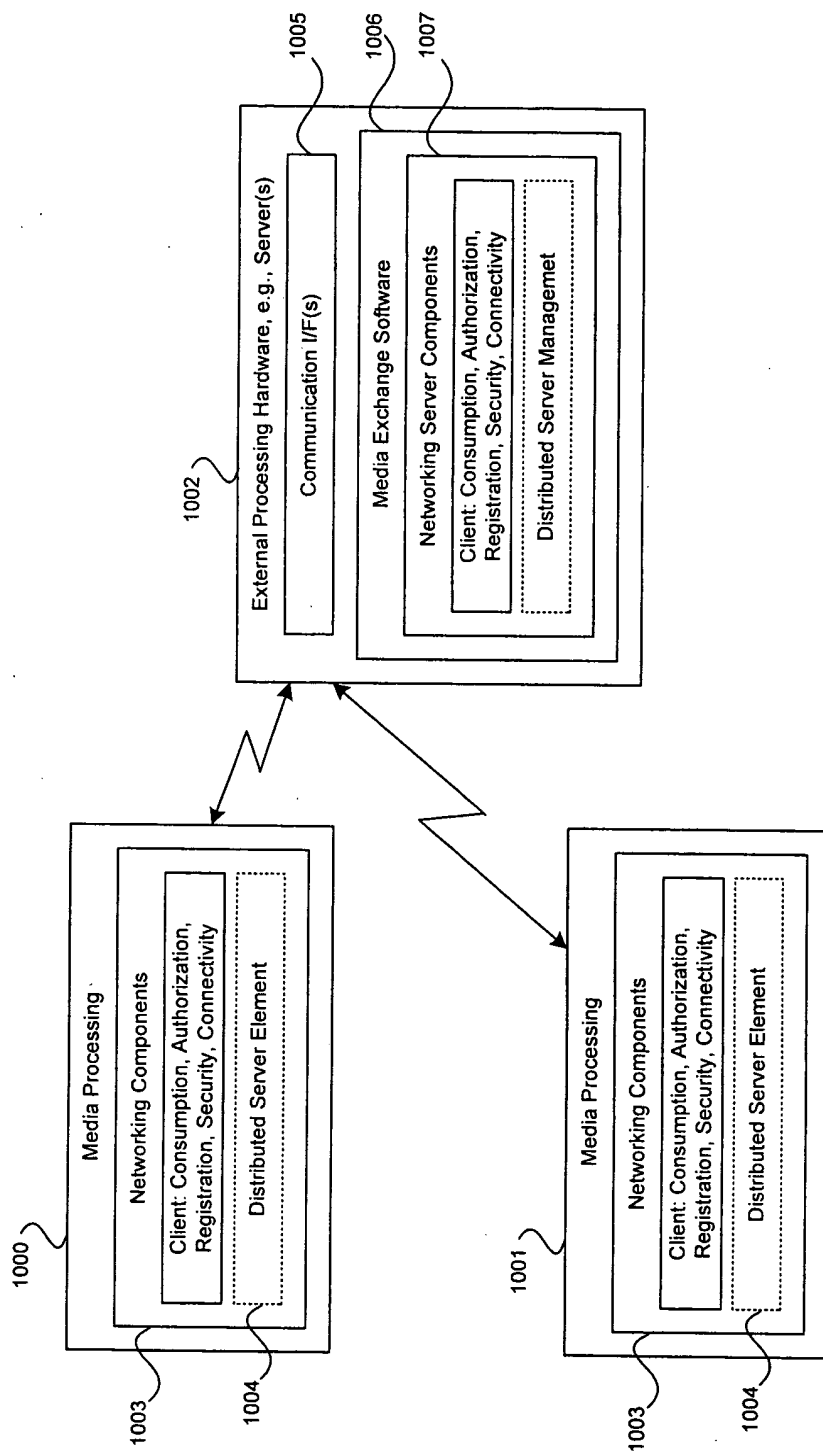 1000
Media Processing
Networking Components
Client: Consumption, Authorization,
Registration, Security, Connectivity
Distributed Server Element
1003
1004
1001
Media Processing
Networking Components
Client: Consumption, Authorization,
Registration, Security, Connectivity
Distributed Server Element
1003
1004
1002
External Processing Hardware, e.g., Server(s)
Communication I/F(s)
1005
Media Exchange Software
1006
Networking Server Components
1007
Client: Consumption, Authorization,
Registration, Security, Connectivity
Distributed Server Managemet